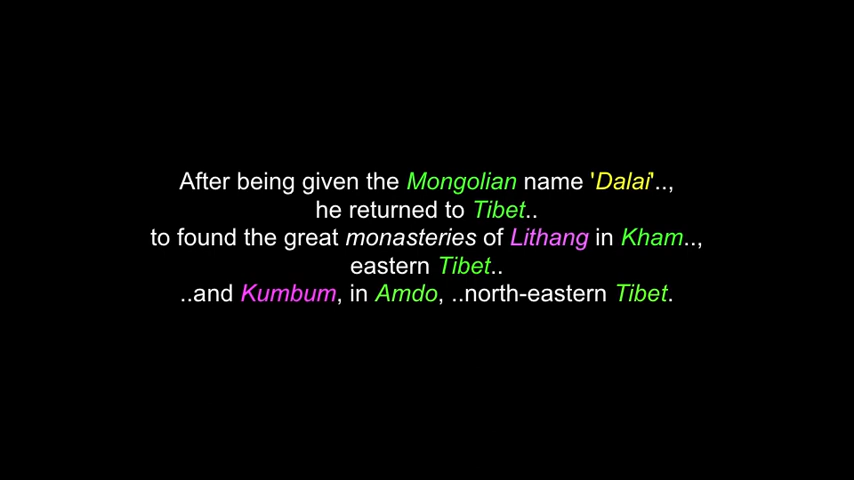 After being given the Mongolian name 'Dalai'..,
he returned to Tibet..
to found the great monasteries of Lithang in Kham..,
eastern Tibet..
..and Kumbum, in Amdo, ..north-eastern Tibet.